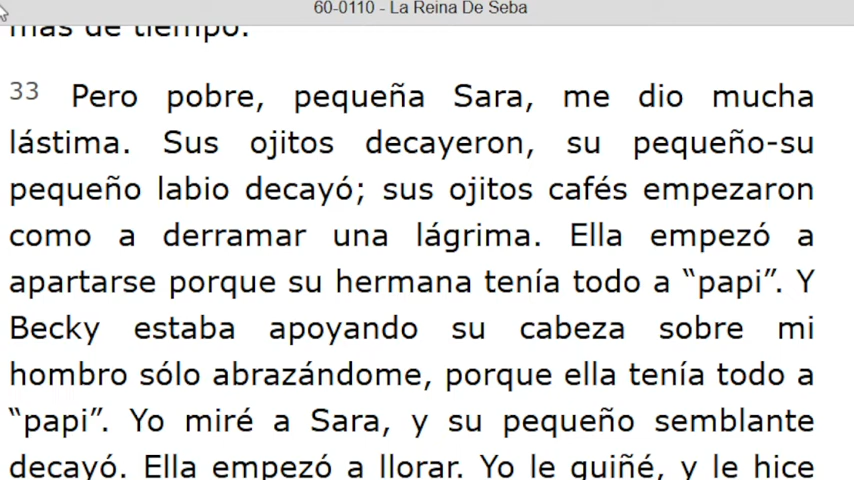 60-0110 - La Reina De Seba
más de tiempo.
33 Pero pobre, pequeña Sara, me dio mucha
lástima. Sus ojitos decayeron, su pequeño-su
pequeño labio decayó; sus ojitos cafés empezaron
como a derramar una lágrima. Ella empezó a
apartarse porque su hermana tenía todo a “papi”. Y
Becky estaba apoyando su cabeza sobre mi
hombro sólo abrazándome, porque ella tenía todo a
“papi”. Yo miré a Sara, y su pequeño semblante
decayó. Ella empezó a llorar. Yo le guiñé, y le hice